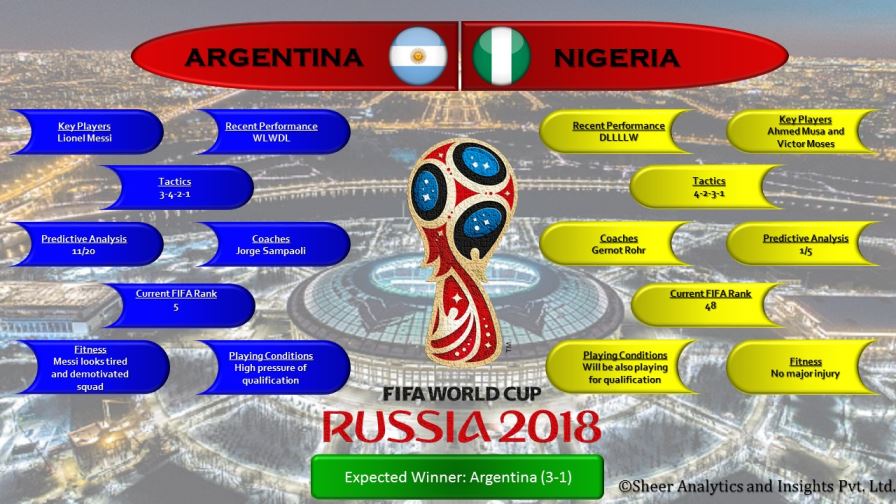 ARGENTINA
NIGERIA
Key Players
Lionel Messi
Recent Performance
WLWDL
Tactics
3-4-2-1
Predictive Analysis
11/20
Coaches
Jorge Sampaoli
Current FIFA Rank
5
Fitness
Messi looks tired
and demotivated
squad
Playing Conditions
High pressure of
qualification
Recent Performance
DLLLLW
Key Players
Ahmed Musa and
Victor Moses
Tactics
4-2-3-1
Coaches
Gernot Rohr
Predictive Analysis
1/5
Current FIFA Rank
48
Playing Conditions
Will be also playing
for qualification
Fitness
No major injury
TM
FIFA WORLD CUP
RUSSIA 2018
Expected Winner: Argentina (3-1)
©Sheer Analytics and Insights Pvt. Ltd.